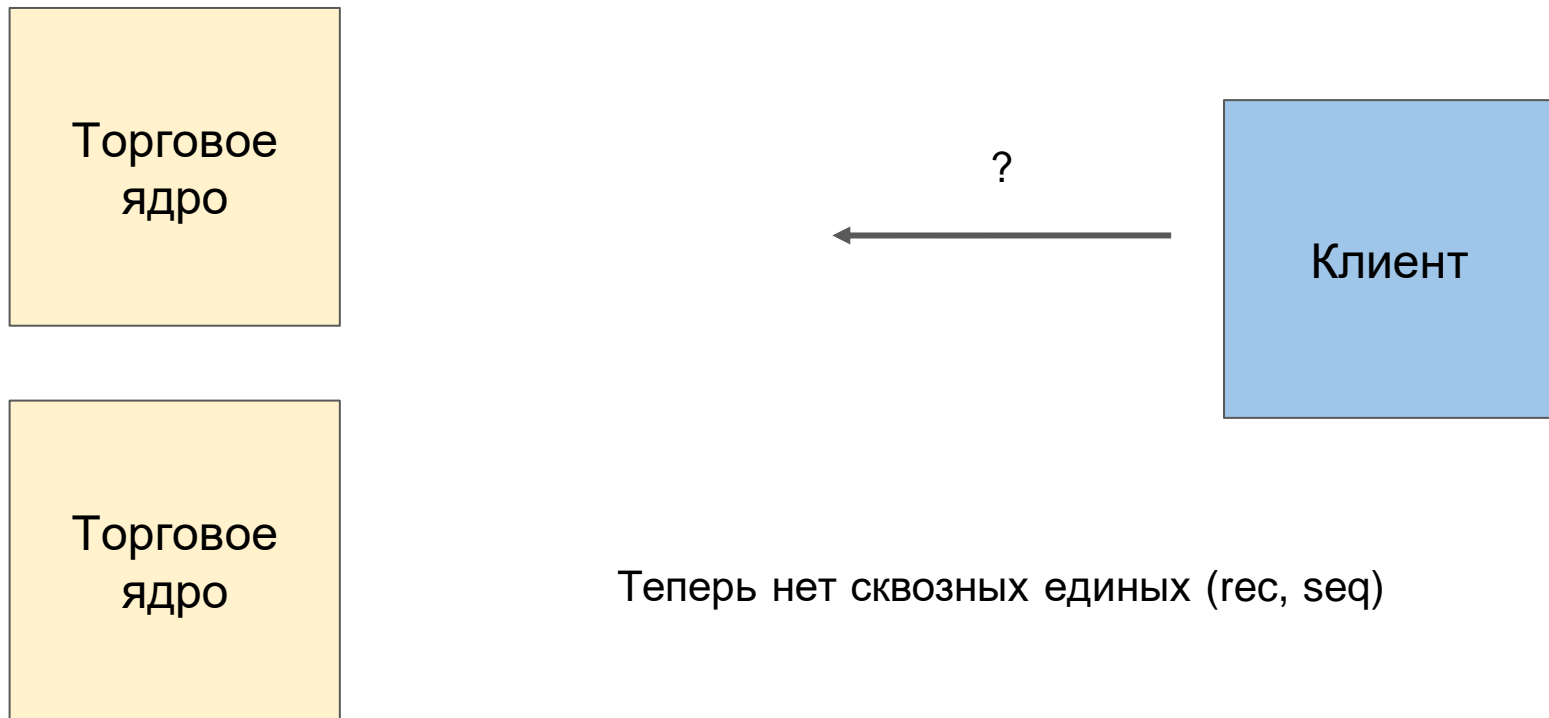 Торговое
ядро
?
Клиент
Торговое
ядро
Теперь нет сквозных единых (rec, seq)